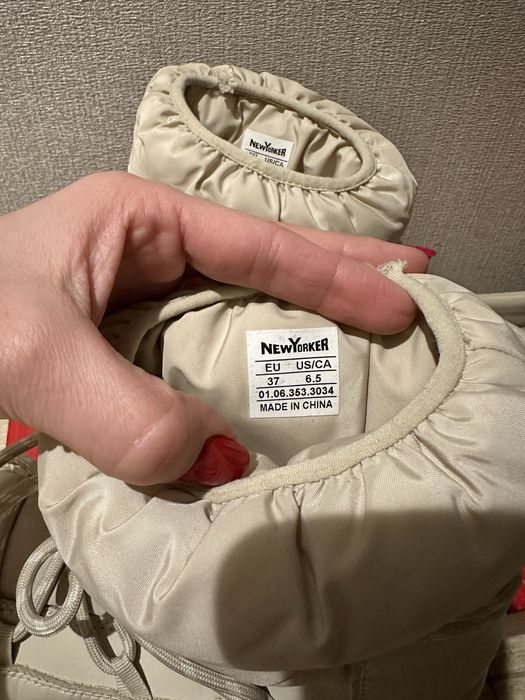 NEWYORKER
EU US/CA
NEWYORKER
EU US/CA
37 6.5
01.06.353.3034
MADE IN CHINA